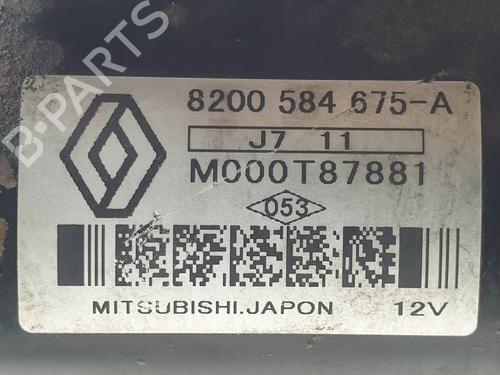 8200 584 675-A
J7 11
M000T87881
053
MITSUBISHI.JAPON 12V
B-PARTS